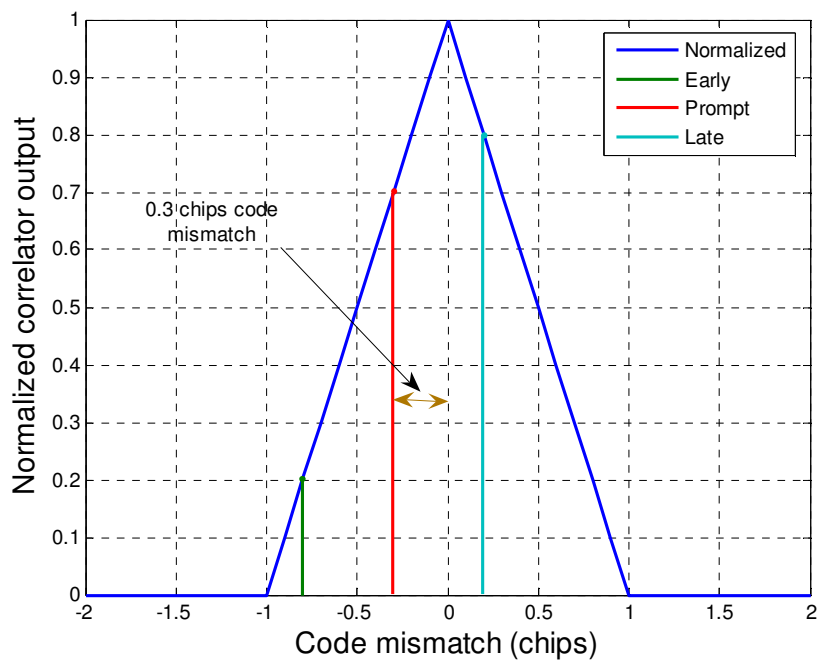 1
0.9
0.8
0.7
0.6
0.5
0.4
0.3
0.2
0.1
0
Normalized correlator output
0.3 chips code
mismatch
Normalized
Early
Prompt
Late
-2
-1.5
-1
-0.5
0
0.5
1
1.5
2
Code mismatch (chips)